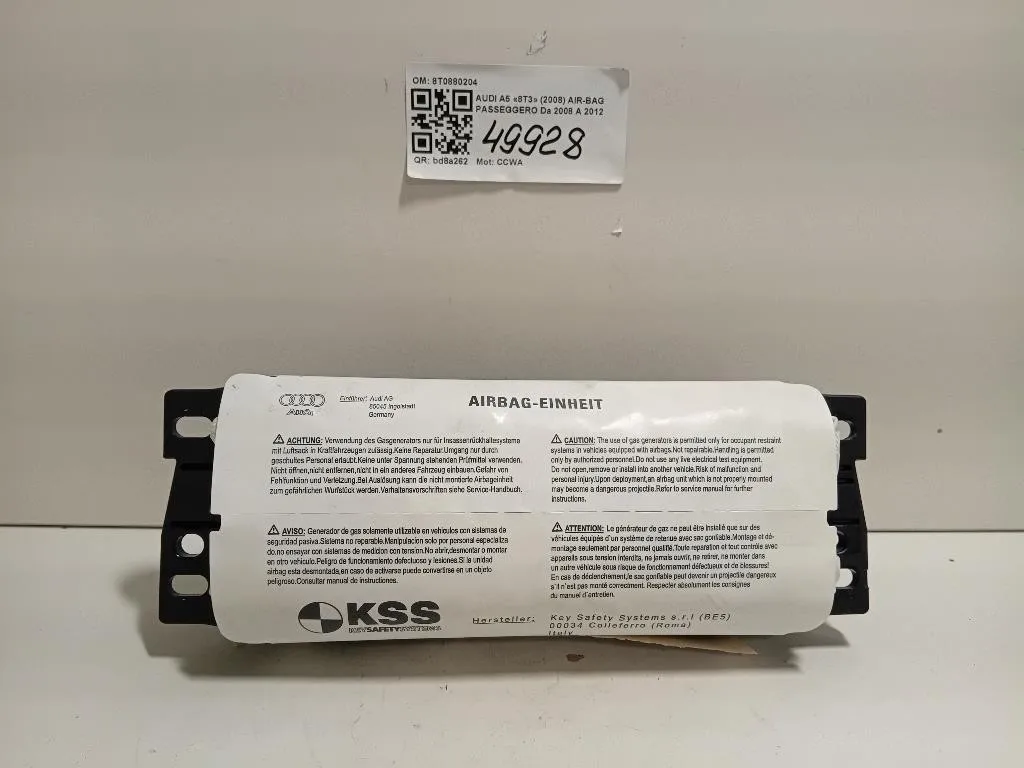 OM: 8T0880204
AUDI A5 «8T3» (2008) AIR-BAG
PASSEGGERO Da 2008 A 2012
49928
QR: bd8a262 Mot: CCWA
Audi AG
85045 Ingolstadt
Germany
AIRBAG-EINHEIT
ACHTUNG: Verwendung des Gasgenerators nur für Insassenrückhaltesysteme
mit Luftsack in Kraftfahrzeugen zulässig.Keine Reparatur.Umgang nur durch
geschultes Personal erlaubt.Keine unter Spannung stehenden Prüfmittel verwenden.
Nicht öffnen,nicht entfernen,nicht in ein anderes Fahrzeug einbauen.Gefahr von
Fehlfunktion und Verletzung.Bei Auslösung kann die nicht montierte Airbageinheit
zum gefährlichen Wurfstück werden.Verhaltensvorschriften siehe Service-Handbuch.
CAUTION: The use of gas generators is permitted only for occupant restraint
systems in vehicles equipped with airbags.Not repairable.Handling is permitted
only by authorized personnel.Do not use any live electrical test equipment.
Do not open,remove or install into another vehicle.Risk of malfunction and
personal injury.Upon deployment,an airbag unit which is not properly mounted
may become a dangerous projectile.Refer to service manual for further
instructions.
AVISO: Generador de gas solamente utilizable en vehiculos con sistemas de
seguridad pasiva.Sistema no reparable.Manipulacion solo por personal especializa
do.no ensayar con sistemas de medicion con tension.No abrir,desmontar o montar
en otro vehiculo.Peligro de funcionamiento defectuoso y lesiones.Si la unidad
airbag esta desmontada,en caso de activarse puede convertirse en un objeto
peligroso.Consultar manual de instrucciones.
ATTENTION: Le générateur de gaz ne peut être installé que sur des
véhicules équipés d'un système de retenue avec sac gonflable.Montage et dé-
montage seulement par personnel qualifié.Toute reparation et tout contrôle avec
appareils sous tension interdits, ne jamais ouvrir, ne retirer, ne monter dans
un autre véhicule sous risque de fonctionnement défectueux et de blessures!
En cas de déclenchement,le sac gonflable peut devenir un projectile dangereux
s'il n'est pas monté correctement. Respecter absolument les consignes
du manuel d'entretien.
KSS
KEY SAFETY SYSTEMS
Hersteller: Key Safety Systems s.r.l (BES)
00034 Colleferro (Roma)
Italy